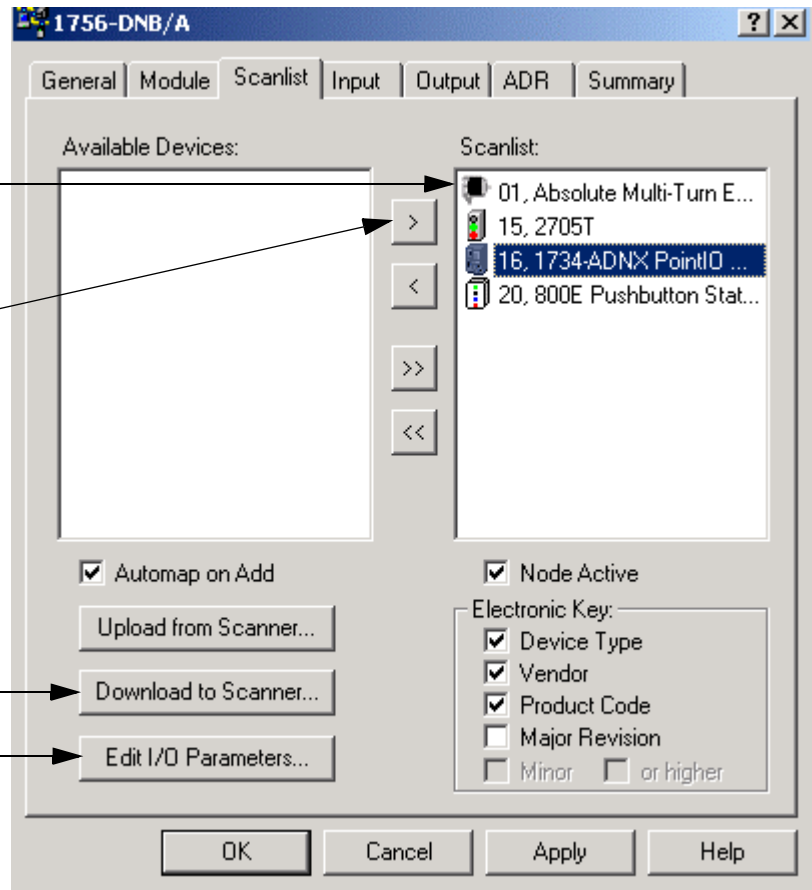 1756-DNB/A
General Module Scanlist Input Output ADR Summary
Available Devices:
Scanlist:
01, Absolute Multi-Turn E...
15, 2705T
16, 1734-ADNX PointIO ...
20, 800E Pushbutton Stat...
>
<
>>
<<
Automap on Add
Upload from Scanner...
Download to Scanner...
Edit I/O Parameters...
Node Active
Electronic Key:
Device Type
Vendor
Product Code
Major Revision
Minor or higher
OK Cancel Apply Help